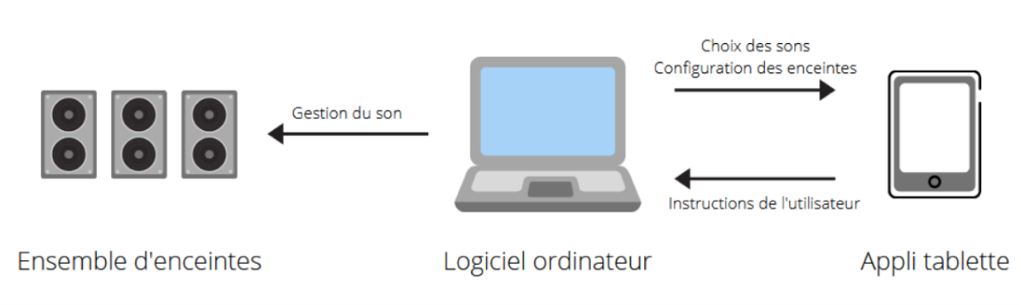 Choix des sons
Configuration des enceintes
Gestion du son
Instructions de l'utilisateur
Ensemble d'enceintes
Logiciel ordinateur
Appli tablette